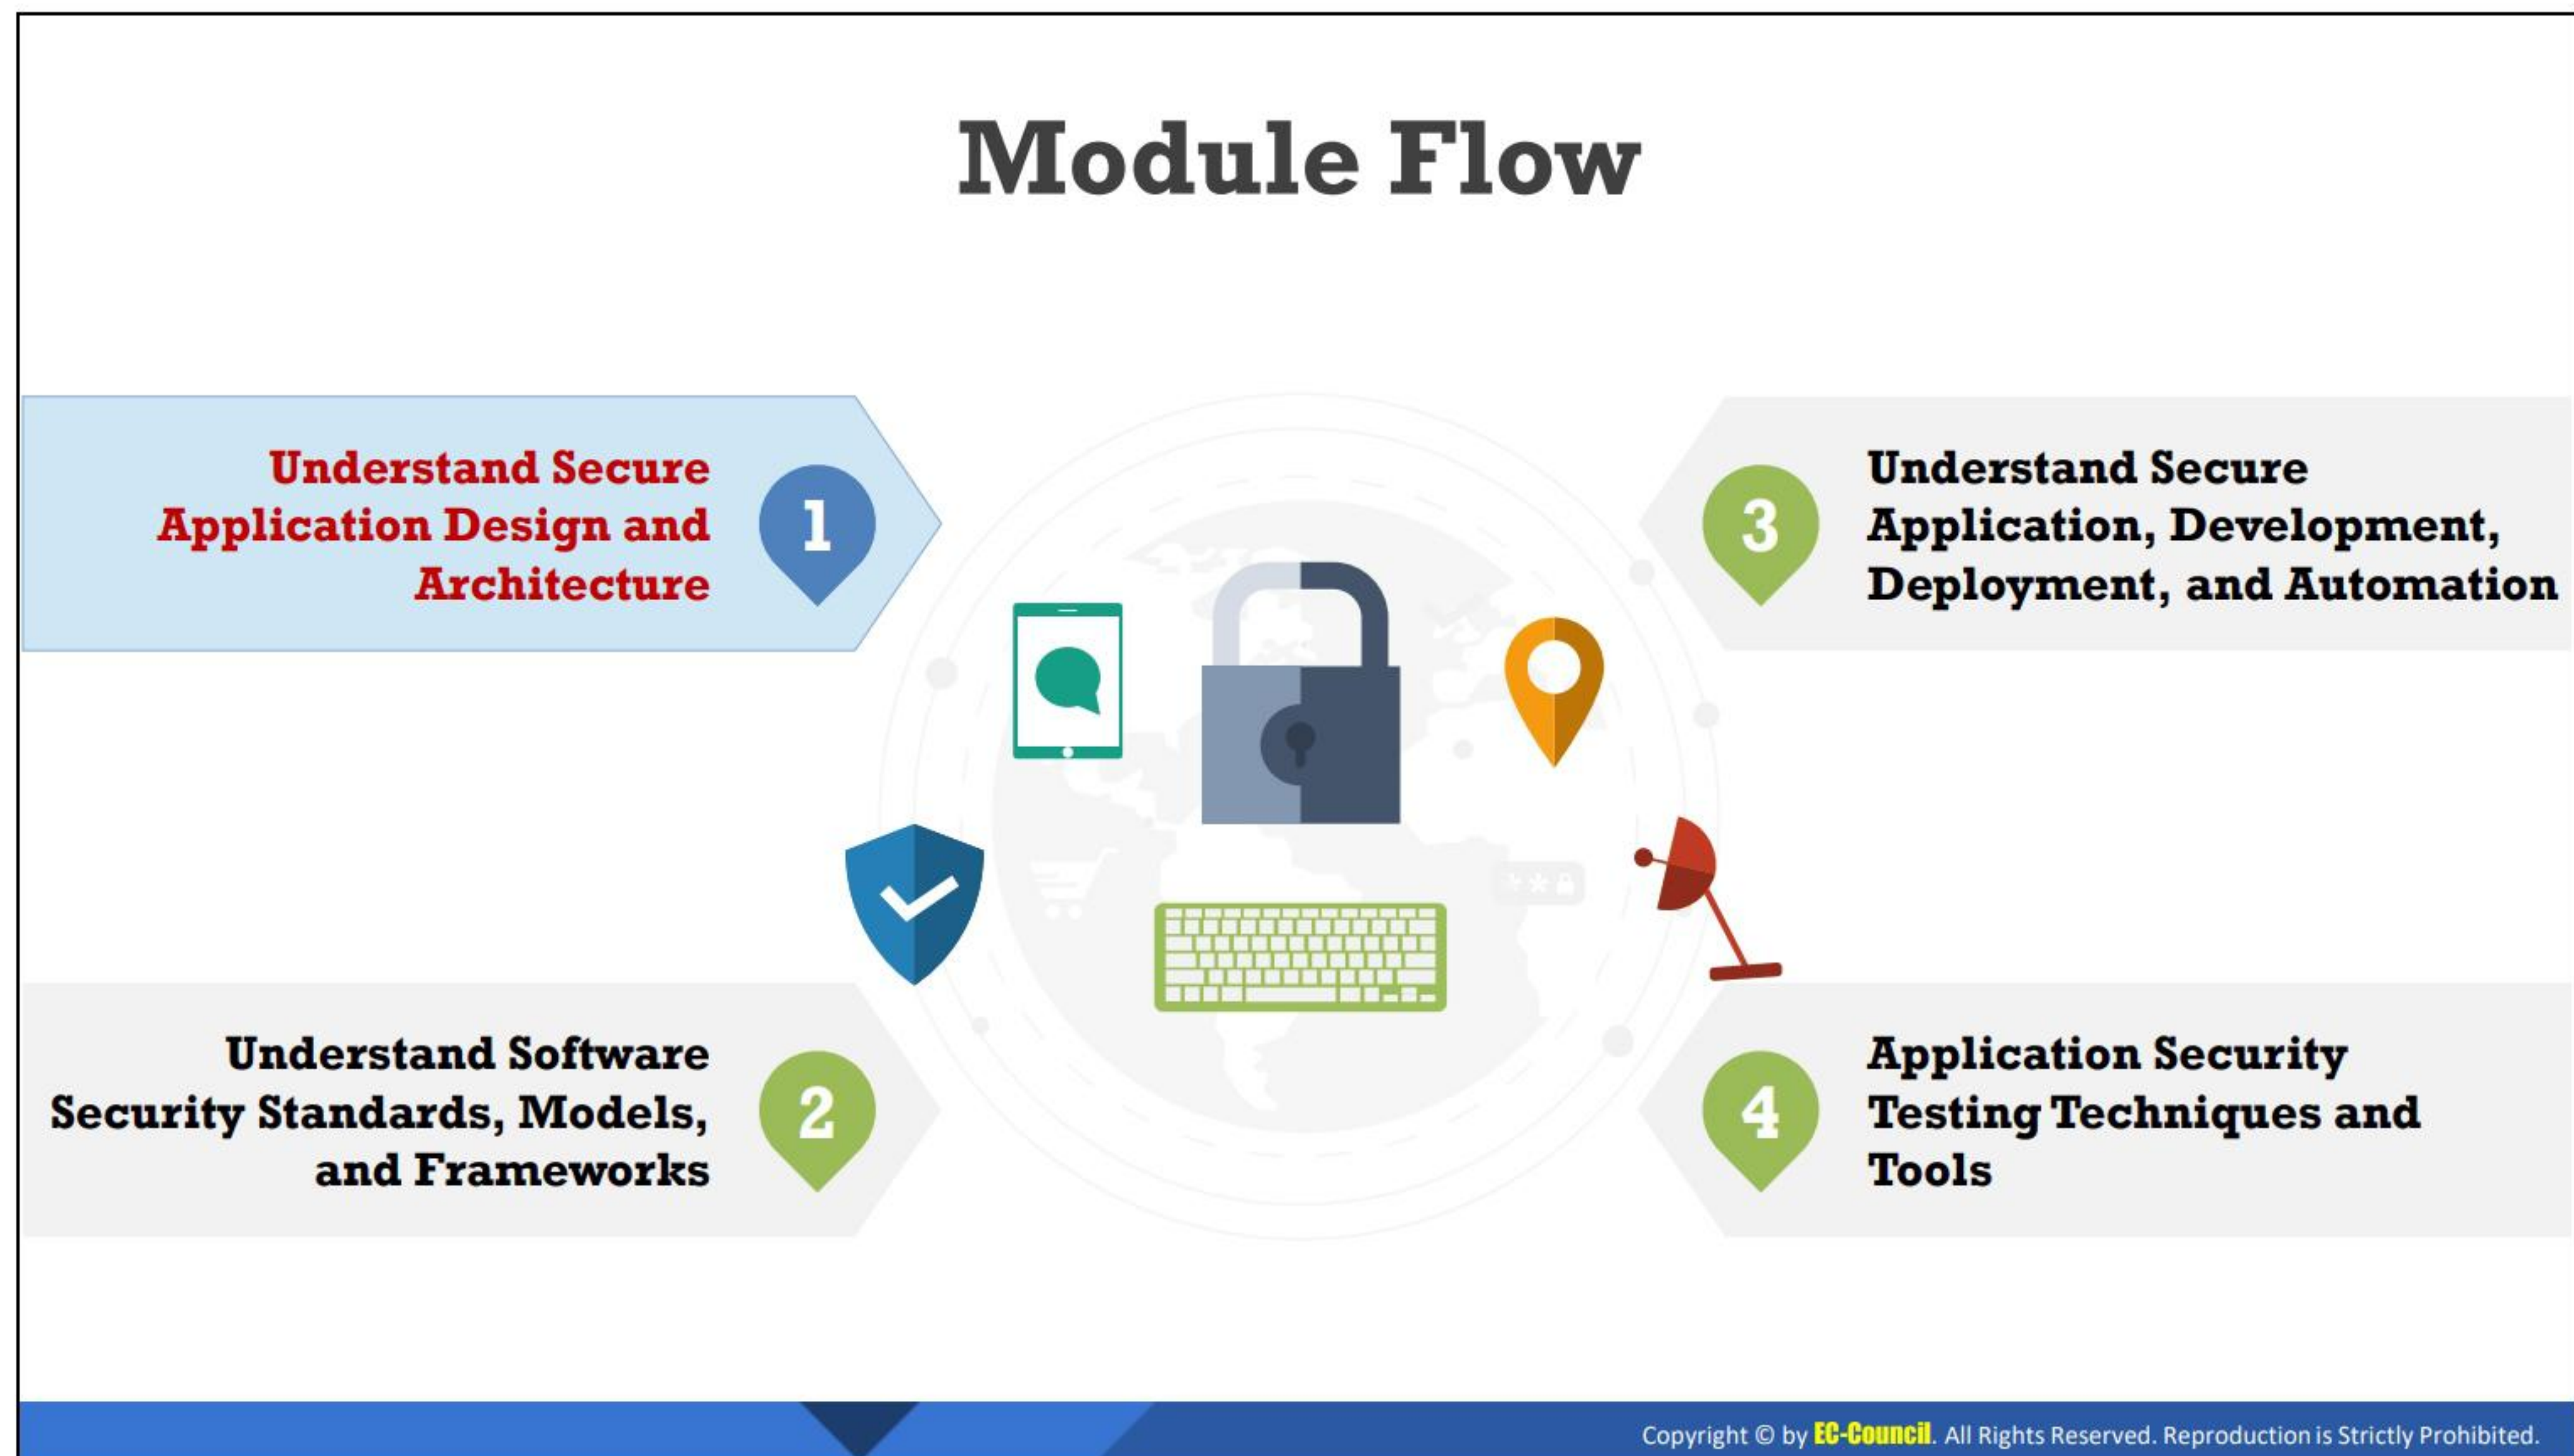 Module Flow
Understand Secure
Application Design and
Architecture
1
Understand Software
Security Standards, Models,
and Frameworks
2
3
Understand Secure
Application, Development,
Deployment, and Automation
4
Application Security
Testing Techniques and
Tools
Copyright © by EC-Council. All Rights Reserved. Reproduction is Strictly Prohibited.